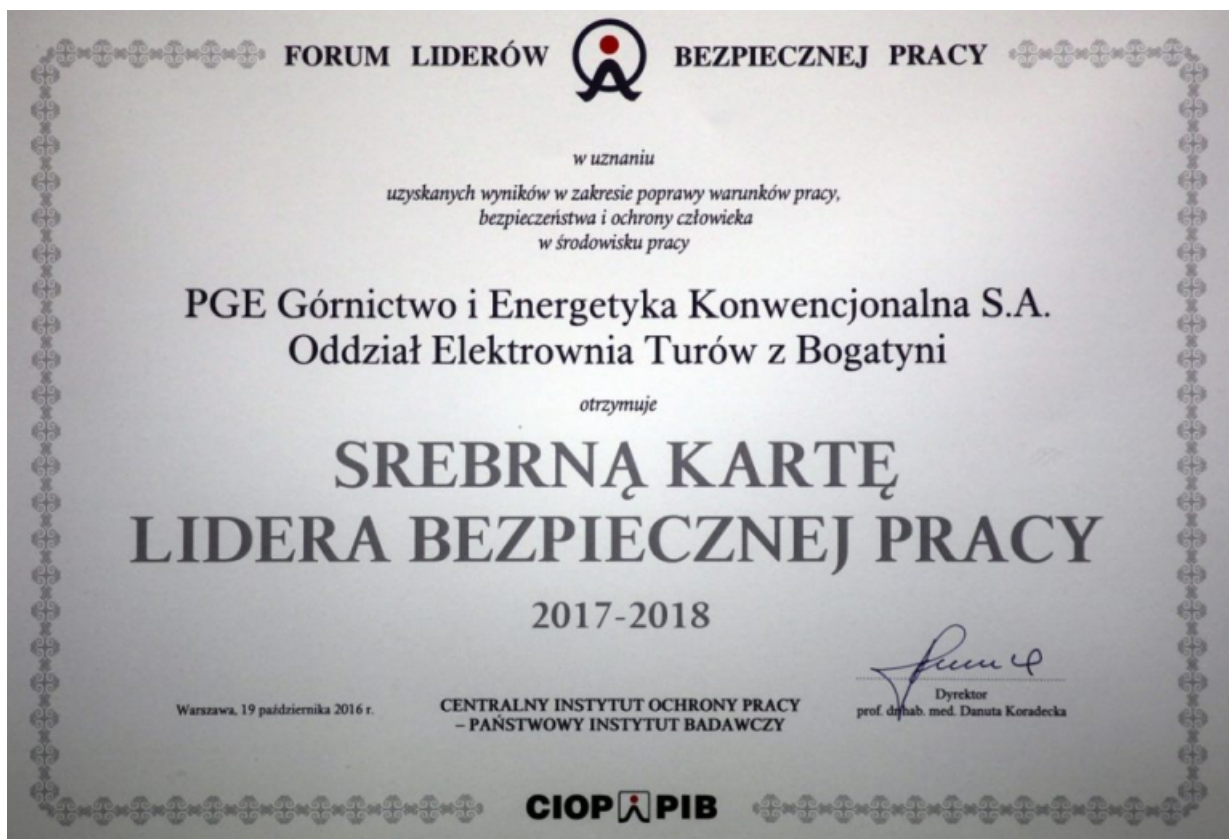 FORUM LIDERÓW BEZPIECZNEJ PRACY
w uznaniu
uzyskanych wyników w zakresie poprawy warunków pracy,
bezpieczeństwa i ochrony człowieka
w środowisku pracy
PGE Górnictwo i Energetyka Konwencjonalna S.A.
Oddział Elektrownia Turów z Bogatyni
otrzymuje
SREBRNĄ KARTĘ
LIDERA BEZPIECZNEJ PRACY
2017-2018
Warszawa, 19 października 2016 r.
CENTRALNY INSTYTUT OCHRONY PRACY
– PAŃSTWOWY INSTYTUT BADAWCZY
Dyrektor
prof. dr hab. med. Danuta Koradecka
CIOP PIB